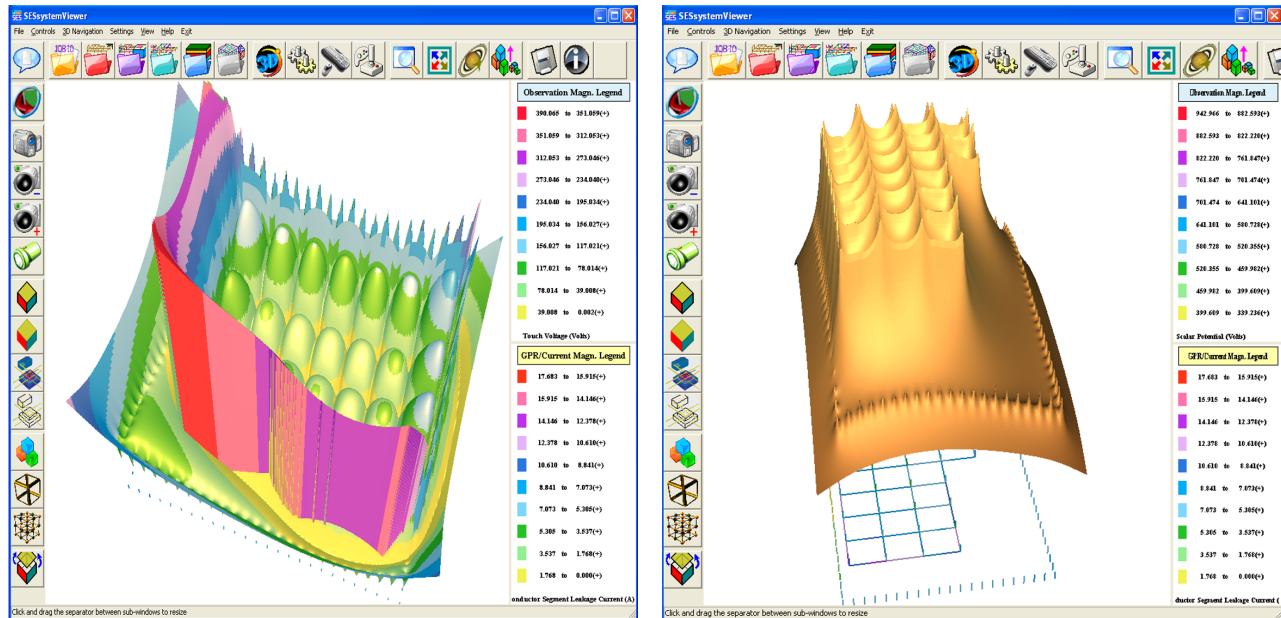 SESsystemViewer
File Controls 3D Navigation Settings View Help Exit
JOB ID
3D
Observation Magn. Legend
390.065 to 351.059(+)
351.059 to 312.053(+)
312.053 to 273.046(+)
273.046 to 234.040(+)
234.040 to 195.034(+)
195.034 to 156.027(+)
156.027 to 117.021(+)
117.021 to 78.014(+)
78.014 to 39.008(+)
39.008 to 0.002(+)
Touch Voltage (Volts)
GPR/Current Magn. Legend
17.683 to 15.915(+)
15.915 to 14.146(+)
14.146 to 12.378(+)
12.378 to 10.610(+)
10.610 to 8.841(+)
8.841 to 7.073(+)
7.073 to 5.305(+)
5.305 to 3.537(+)
3.537 to 1.768(+)
1.768 to 0.000(+)
onductor Segment Leakage Current (A)
Click and drag the separator between sub-windows to resize
SESsystemViewer
File Controls 3D Navigation Settings View Help Exit
JOB ID
3D
Observation Magn. Legend
942.966 to 882.593(+)
882.593 to 822.220(+)
822.220 to 761.847(+)
761.847 to 701.474(+)
701.474 to 641.101(+)
641.101 to 580.728(+)
580.728 to 520.355(+)
520.355 to 459.982(+)
459.982 to 399.609(+)
399.609 to 339.236(+)
Scalar Potential (Volts)
GPR/Current Magn. Legend
17.683 to 15.915(+)
15.915 to 14.146(+)
14.146 to 12.378(+)
12.378 to 10.610(+)
10.610 to 8.841(+)
8.841 to 7.073(+)
7.073 to 5.305(+)
5.305 to 3.537(+)
3.537 to 1.768(+)
1.768 to 0.000(+)
ductor Segment Leakage Current (
Click and drag the separator between sub-windows to resize